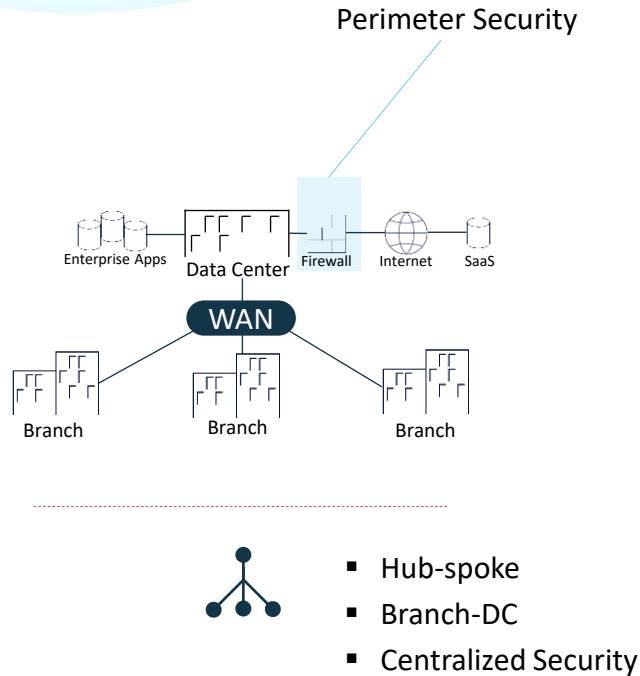 Perimeter Security
Enterprise Apps
Data Center
Firewall
Internet
SaaS
WAN
Branch
Branch
Branch
▪ Hub-spoke
▪ Branch-DC
▪ Centralized Security